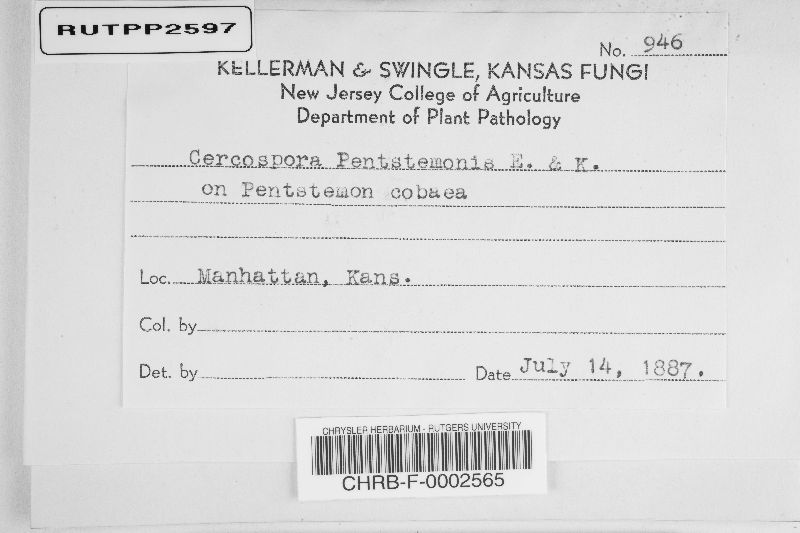 RUTPP2597
No. 946
KELLERMAN & SWINGLE, KANSAS FUNGI
New Jersey College of Agriculture
Department of Plant Pathology
Cercospora Pentstemonis E. & K.
on Pentstemon cobaea
Loc. Manhattan, Kans.
Col. by
Det. by
Date July 14, 1887.
CHRYSLER HERBARIUM - RUTGERS UNIVERSITY
CHRB-F-0002565